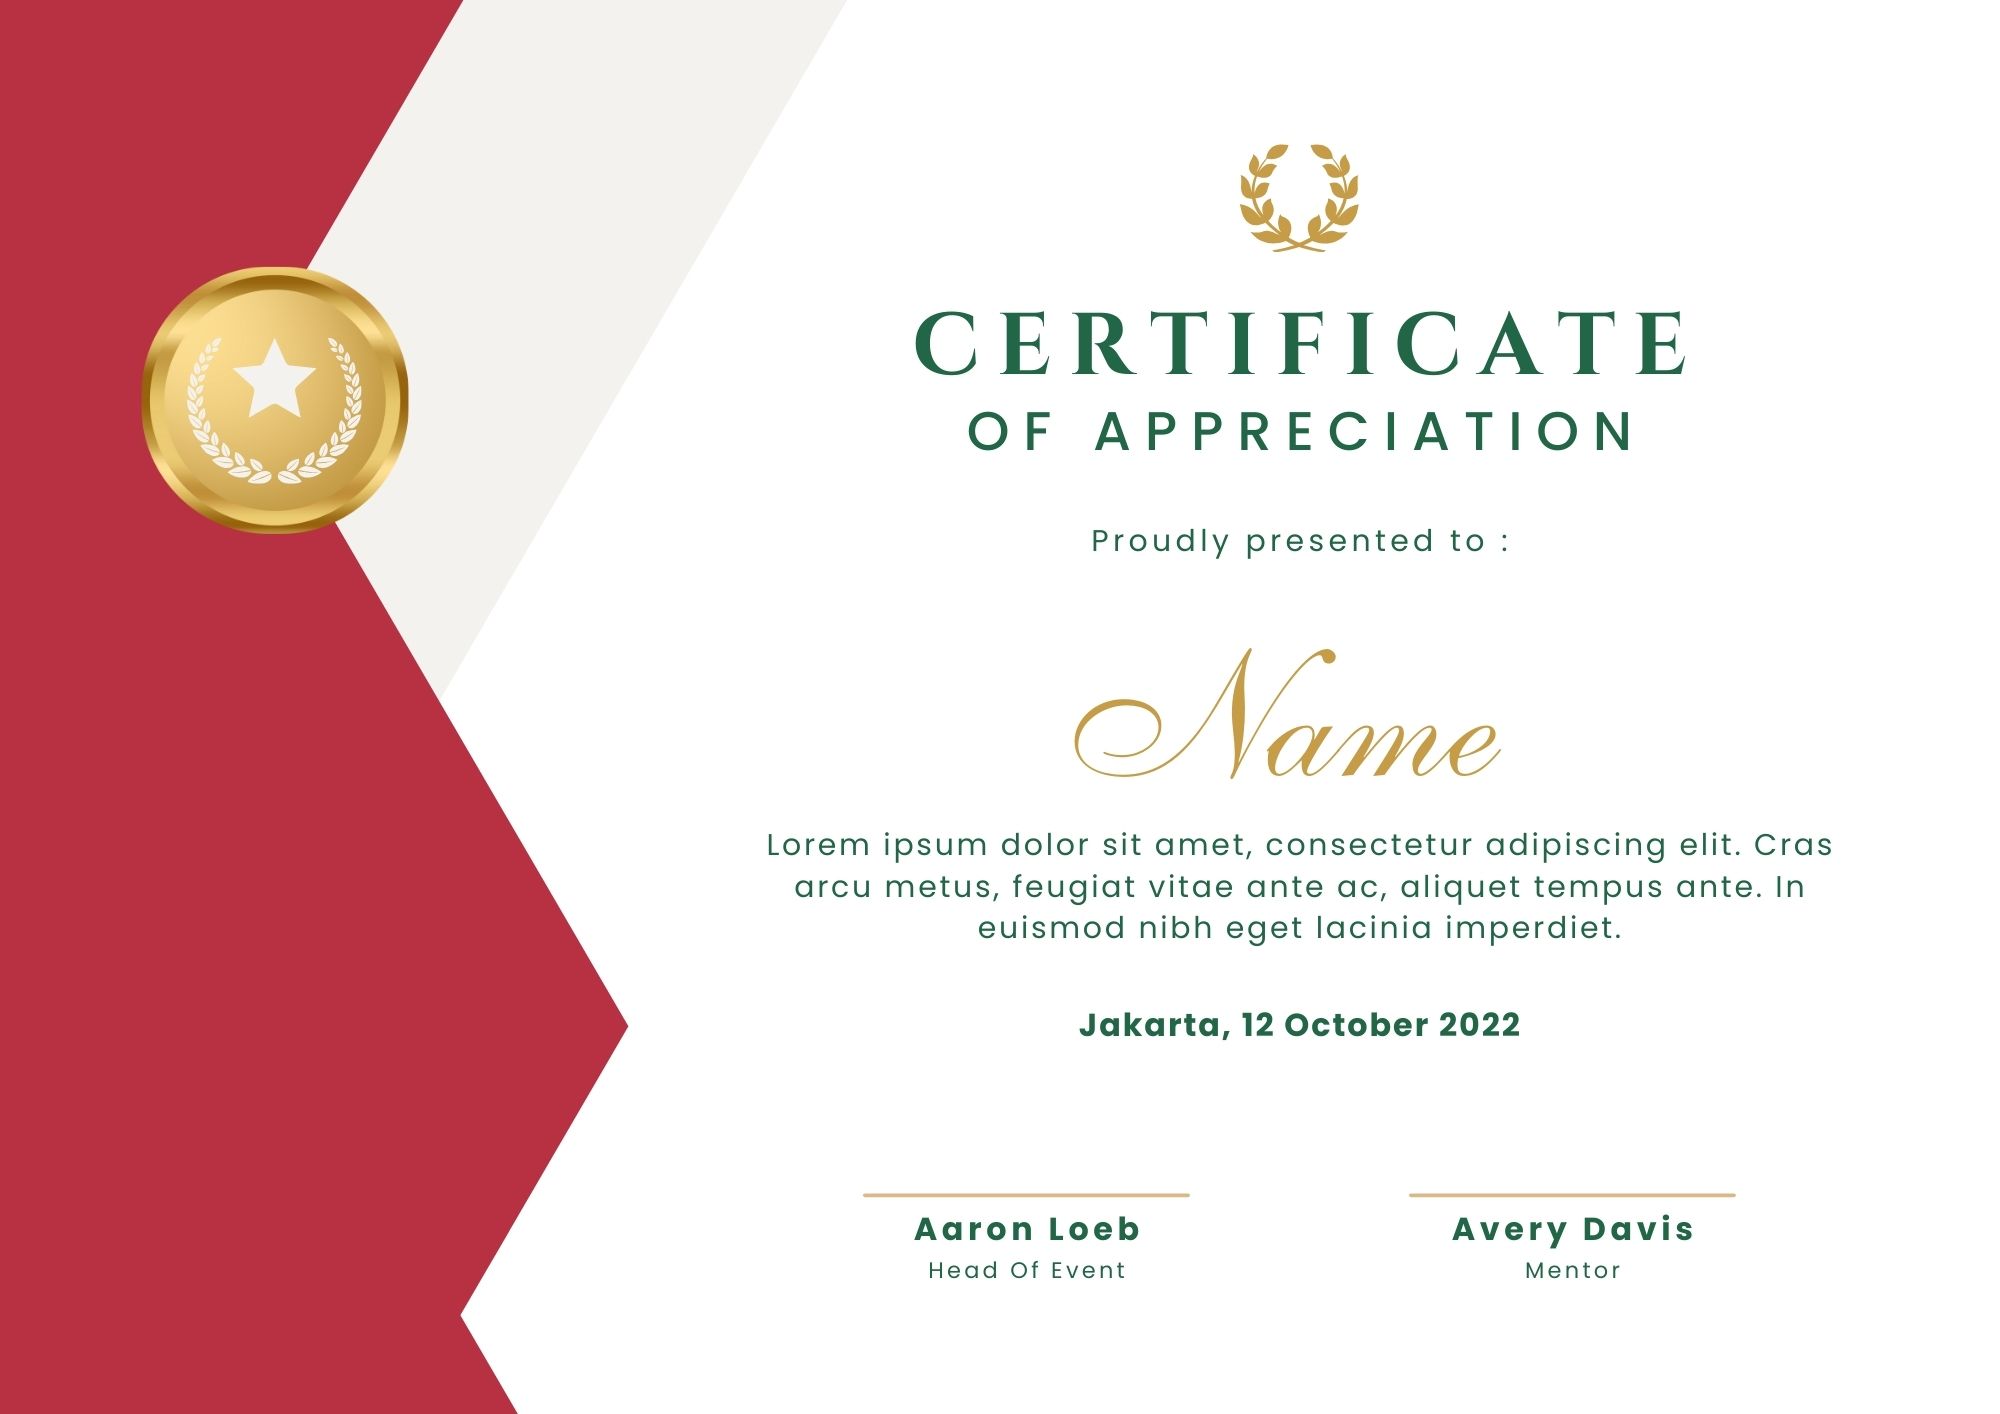 CERTIFICATE
OF APPRECIATION
Proudly presented to :
Name
Lorem ipsum dolor sit amet, consectetur adipiscing elit. Cras
arcu metus, feugiat vitae ante ac, aliquet tempus ante. In
euismod nibh eget lacinia imperdiet.
Jakarta, 12 October 2022
Aaron Loeb
Head Of Event
Avery Davis
Mentor